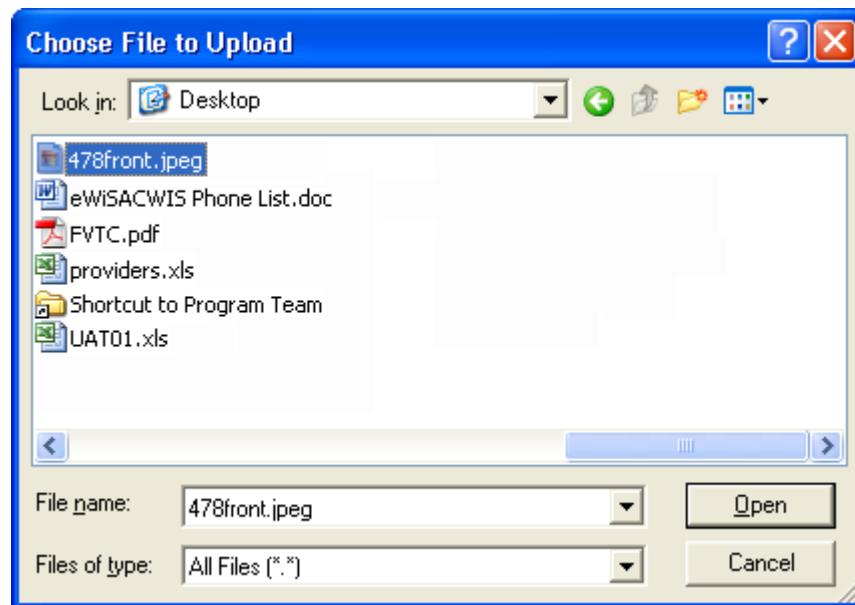 Choose File to Upload
Look in: Desktop
478front.jpeg
eWiSACWIS Phone List.doc
FVTC.pdf
providers.xls
Shortcut to Program Team
UAT01.xls
File name: 478front.jpeg Open
Files of type: All Files (*.*) Cancel